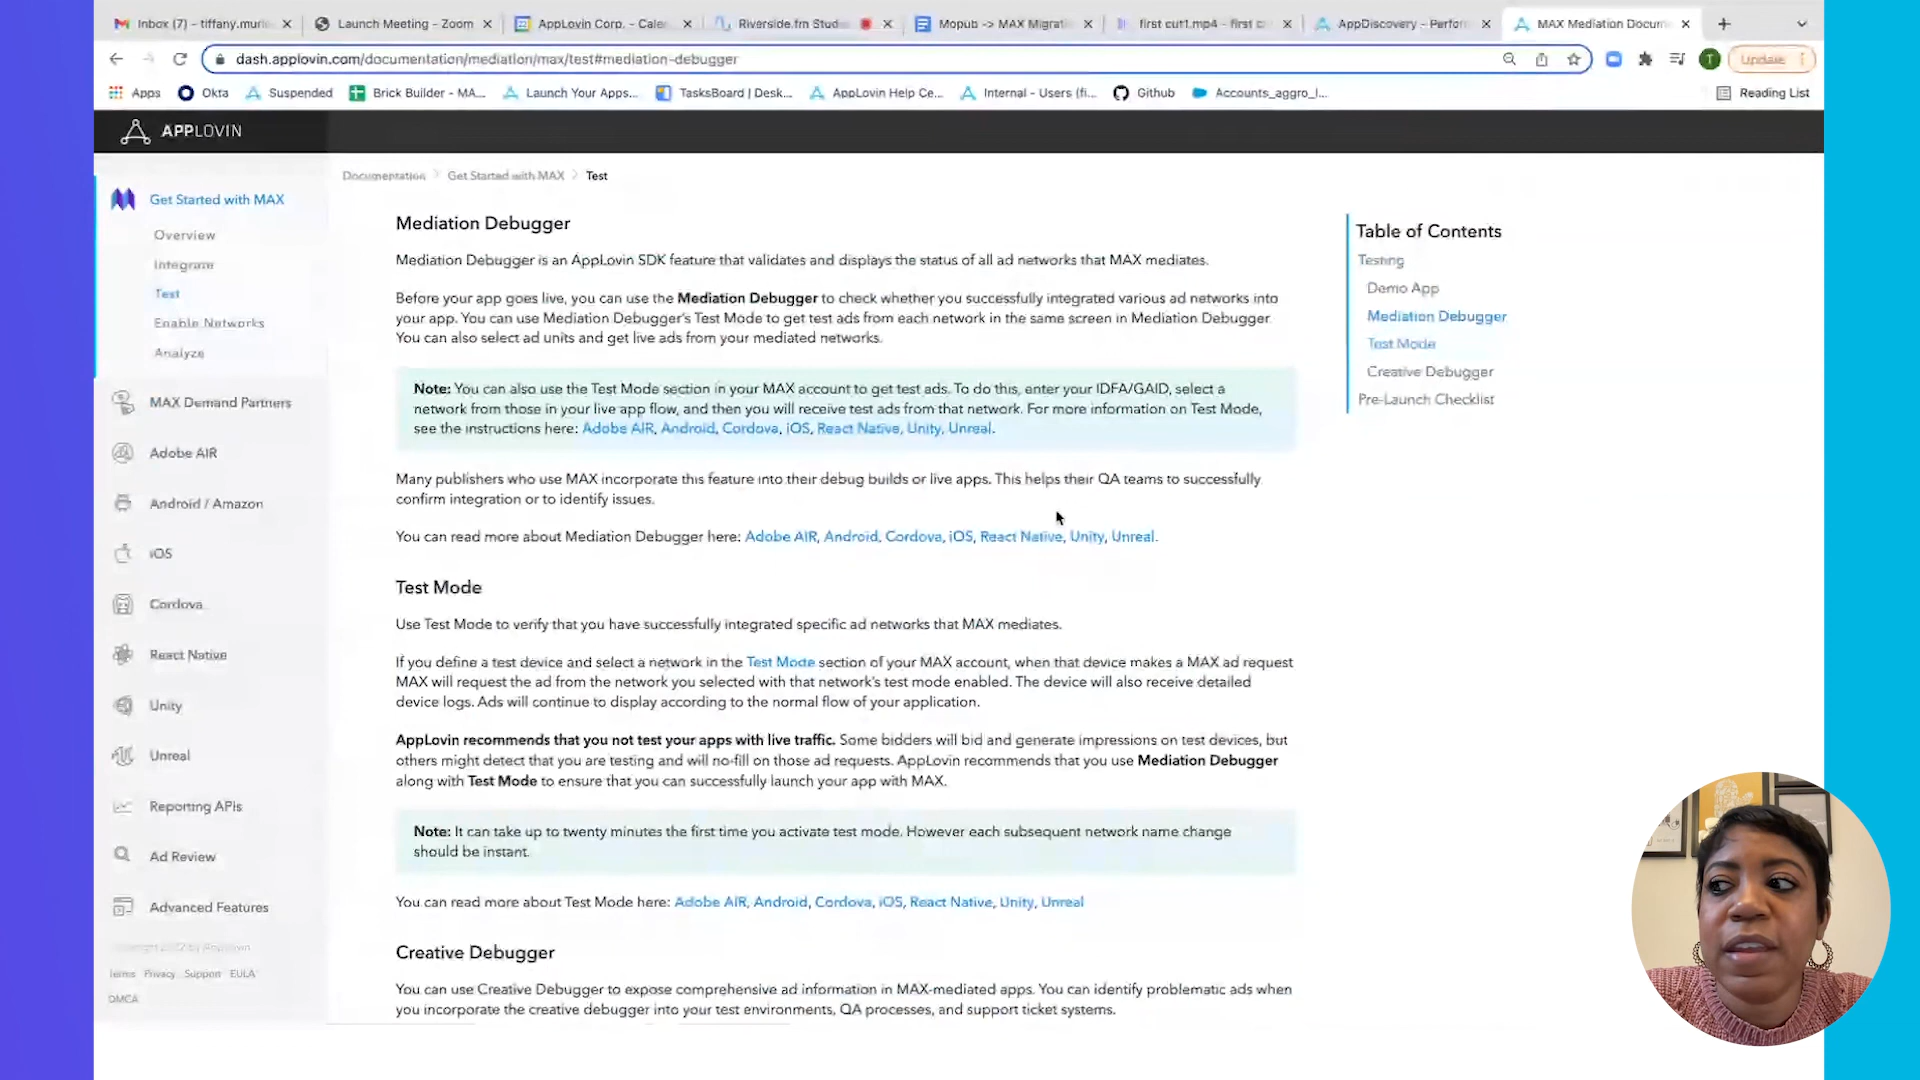 Inbox (7) – tiffany.muri
Launch Meeting - Zoom
AppLovin Corp. - Cale
Riverside.fm Stud
Mopub -> MAX Migrati
first cut1.mp4 - first c
AppDiscovery – Perfor
MAX Mediation Docum
dash.applovin.com/documentation/mediation/max/test#mediation-debugger
T
Update
Apps
Okta
Suspended
Brick Builder - MA...
Launch Your Apps...
TasksBoard | Desk...
AppLovin Help Ce...
Internal - Users (fi...
Github
Accounts_aggro_l...
Reading List
APPLOVIN
Get Started with MAX
Overview
Integrate
Test
Enable Networks
Analyze
MAX Demand Partners
Adobe AIR
Android / Amazon
iOS
Cordova
React Native
Unity
Unreal
Reporting APIs
Ad Review
Advanced Features
Copyright 2022 by AppLovin
Terms Privacy Support EULA
DMCA
Documentation > Get Started with MAX > Test
Mediation Debugger
Mediation Debugger is an AppLovin SDK feature that validates and displays the status of all ad networks that MAX mediates.
Before your app goes live, you can use the Mediation Debugger to check whether you successfully integrated various ad networks into
your app. You can use Mediation Debugger's Test Mode to get test ads from each network in the same screen in Mediation Debugger.
You can also select ad units and get live ads from your mediated networks.
Note: You can also use the Test Mode section in your MAX account to get test ads. To do this, enter your IDFA/GAID, select a
network from those in your live app flow, and then you will receive test ads from that network. For more information on Test Mode,
see the instructions here: Adobe AIR, Android, Cordova, iOS, React Native, Unity, Unreal.
Many publishers who use MAX incorporate this feature into their debug builds or live apps. This helps their QA teams to successfully
confirm integration or to identify issues.
You can read more about Mediation Debugger here: Adobe AIR, Android, Cordova, iOS, React Native, Unity, Unreal.
Test Mode
Use Test Mode to verify that you have successfully integrated specific ad networks that MAX mediates.
If you define a test device and select a network in the Test Mode section of your MAX account, when that device makes a MAX ad request
MAX will request the ad from the network you selected with that network's test mode enabled. The device will also receive detailed
device logs. Ads will continue to display according to the normal flow of your application.
AppLovin recommends that you not test your apps with live traffic. Some bidders will bid and generate impressions on test devices, but
others might detect that you are testing and will no-fill on those ad requests. AppLovin recommends that you use Mediation Debugger
along with Test Mode to ensure that you can successfully launch your app with MAX.
Note: It can take up to twenty minutes the first time you activate test mode. However each subsequent network name change
should be instant.
You can read more about Test Mode here: Adobe AIR, Android, Cordova, iOS, React Native, Unity, Unreal
Creative Debugger
You can use Creative Debugger to expose comprehensive ad information in MAX-mediated apps. You can identify problematic ads when
you incorporate the creative debugger into your test environments, QA processes, and support ticket systems.
Table of Contents
Testing
Demo App
Mediation Debugger
Test Mode
Creative Debugger
Pre-Launch Checklist